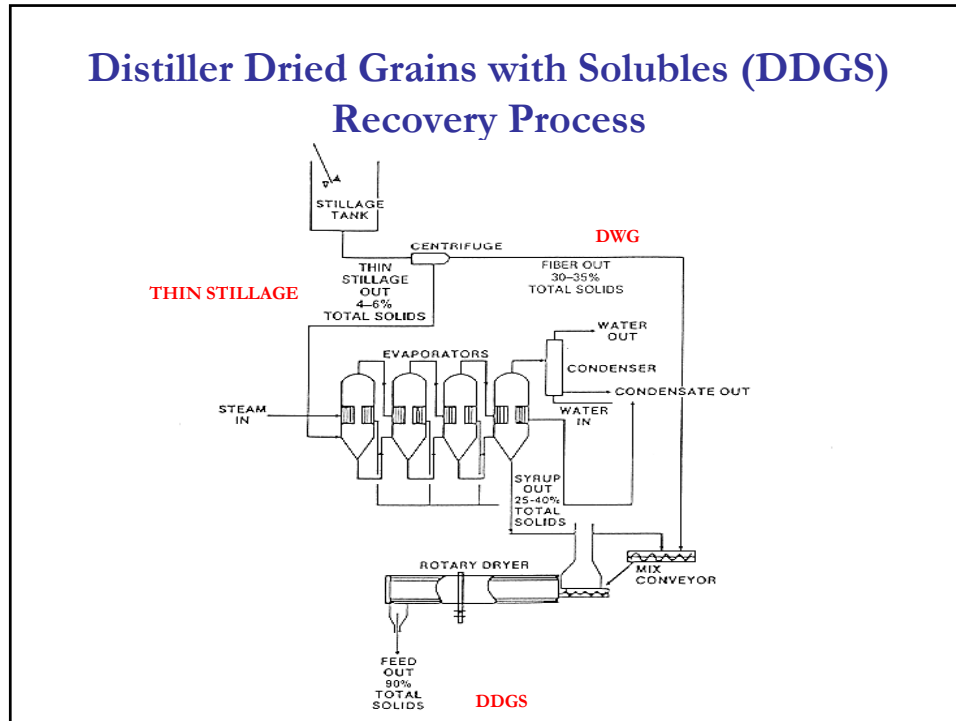 Distiller Dried Grains with Solubles (DDGS)
Recovery Process
STILLAGE
TANK
CENTRIFUGE
DWG
FIBER OUT
30–35%
TOTAL SOLIDS
THIN STILLAGE
THIN
STILLAGE
OUT
4–6%
TOTAL SOLIDS
WATER
OUT
EVAPORATORS
CONDENSER
CONDENSATE OUT
STEAM
IN
WATER
IN
SYRUP
OUT
25-40%
TOTAL
SOLIDS
MIX
CONVEYOR
ROTARY DRYER
FEED
OUT
90%
TOTAL
SOLIDS
DDGS